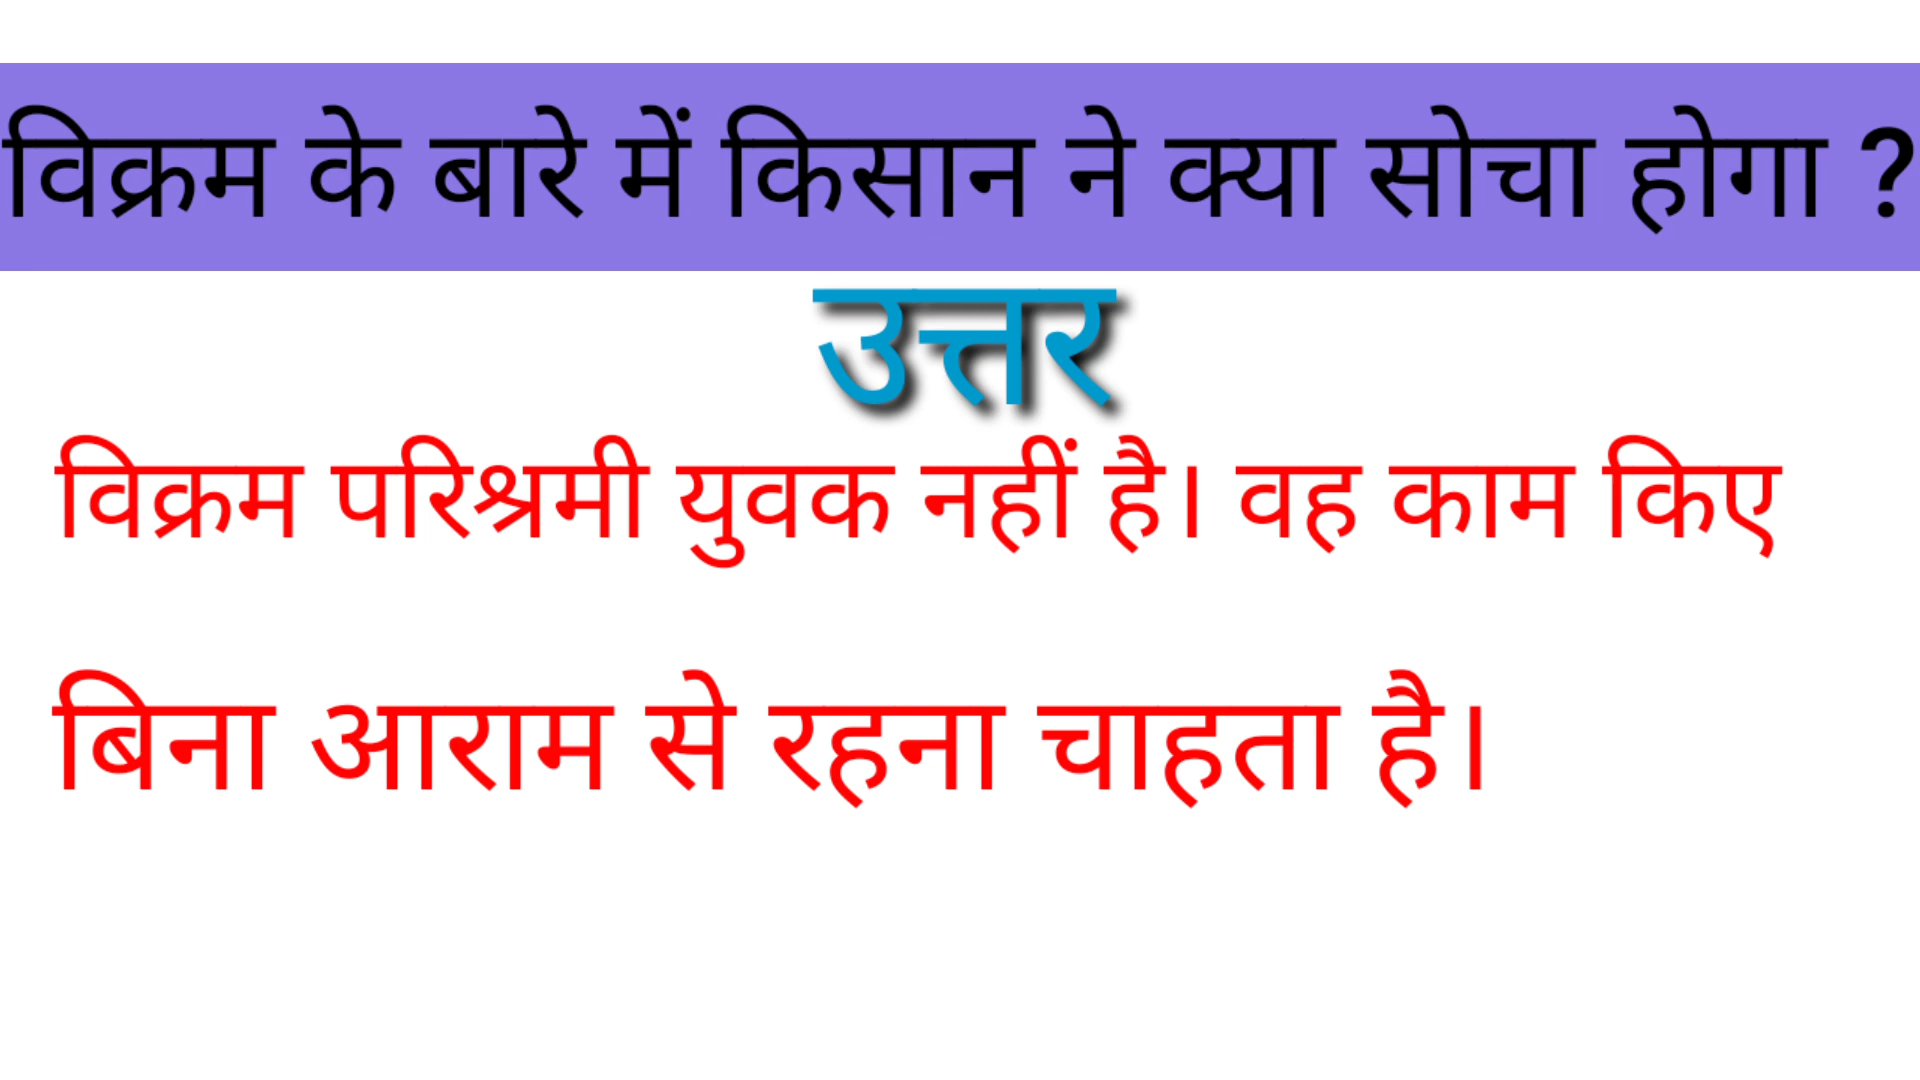 विक्रम के बारे में किसान ने क्या सोचा होगा ?
उत्तर
विक्रम परिश्रमी युवक नहीं है। वह काम किए
बिना आराम से रहना चाहता है।